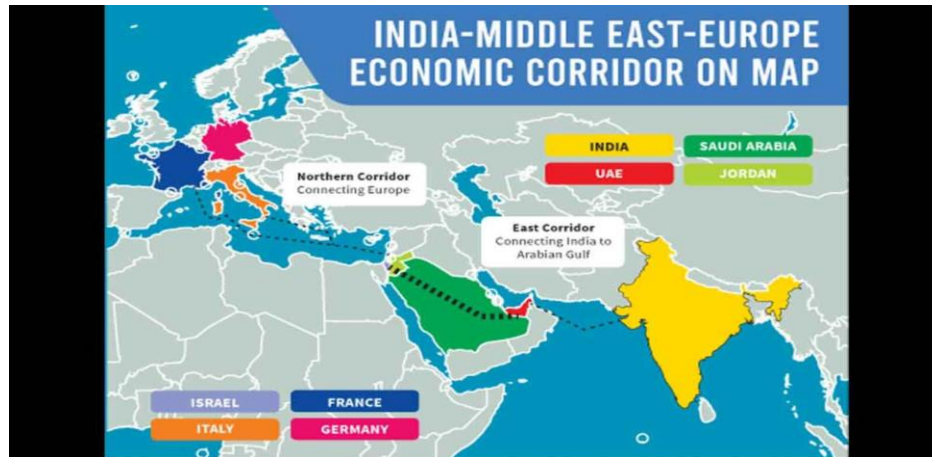 INDIA-MIDDLE EAST-EUROPE
ECONOMIC CORRIDOR ON MAP
INDIA
SAUDI ARABIA
UAE
JORDAN
Northern Corridor
Connecting Europe
East Corridor
Connecting India to
Arabian Gulf
ISRAEL
FRANCE
ITALY
GERMANY